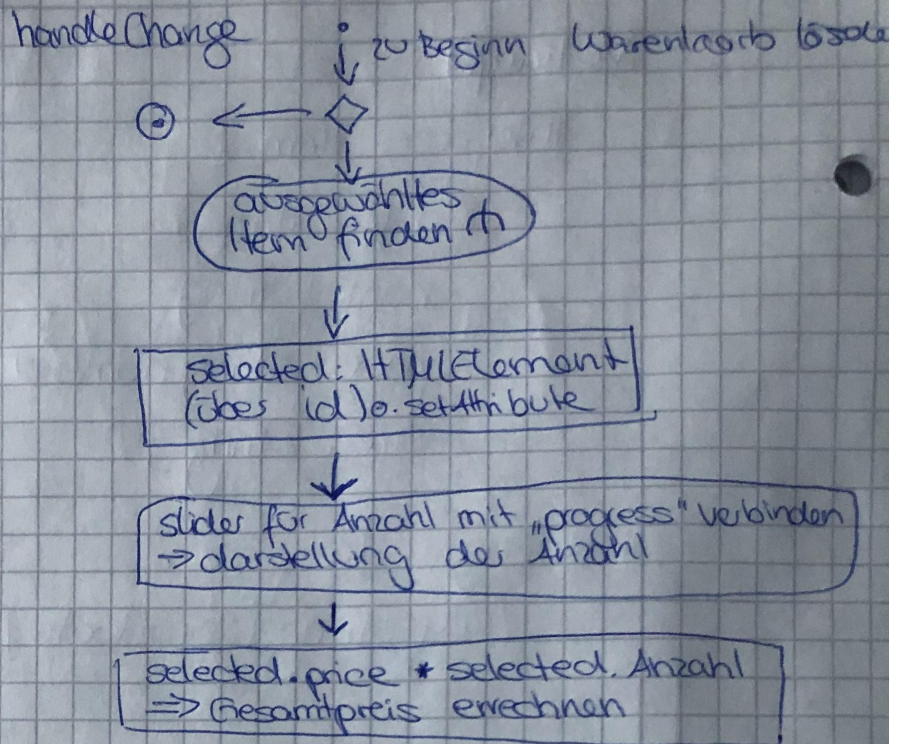 handleChange
zu Beginn Warenkorb lösche
ausgewähltes
Item finden
selected: HTMLElement
(über id) o. setAttribute
slider für Anzahl mit „progress“ verbinden
=> darstellung der Anzahl
selected.price * selected.Anzahl
=> Gesamtpreis errechnen